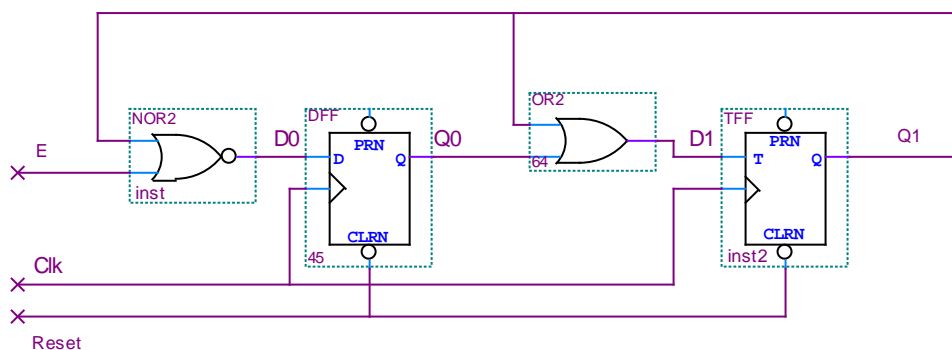 NOR2
DFF
OR2
TFF
E
D0
D
PRN
Q
Q0
64
D1
T
PRN
Q
Q1
inst
CLRN
45
CLRN
inst2
Clk
Reset